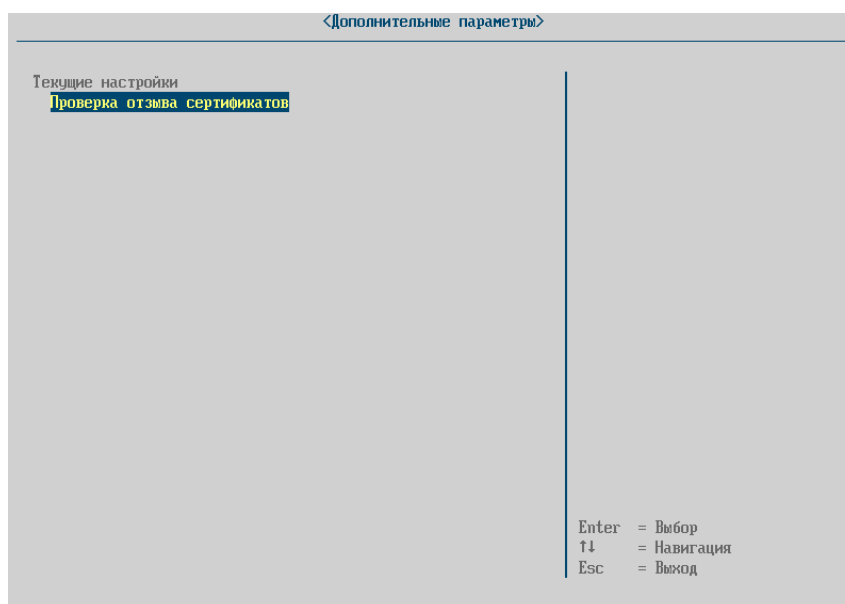 <Дополнительные параметры>
Текущие настройки
Проверка отзыва сертификатов
Enter = Выбор
↑↓ = Навигация
Esc = Выход